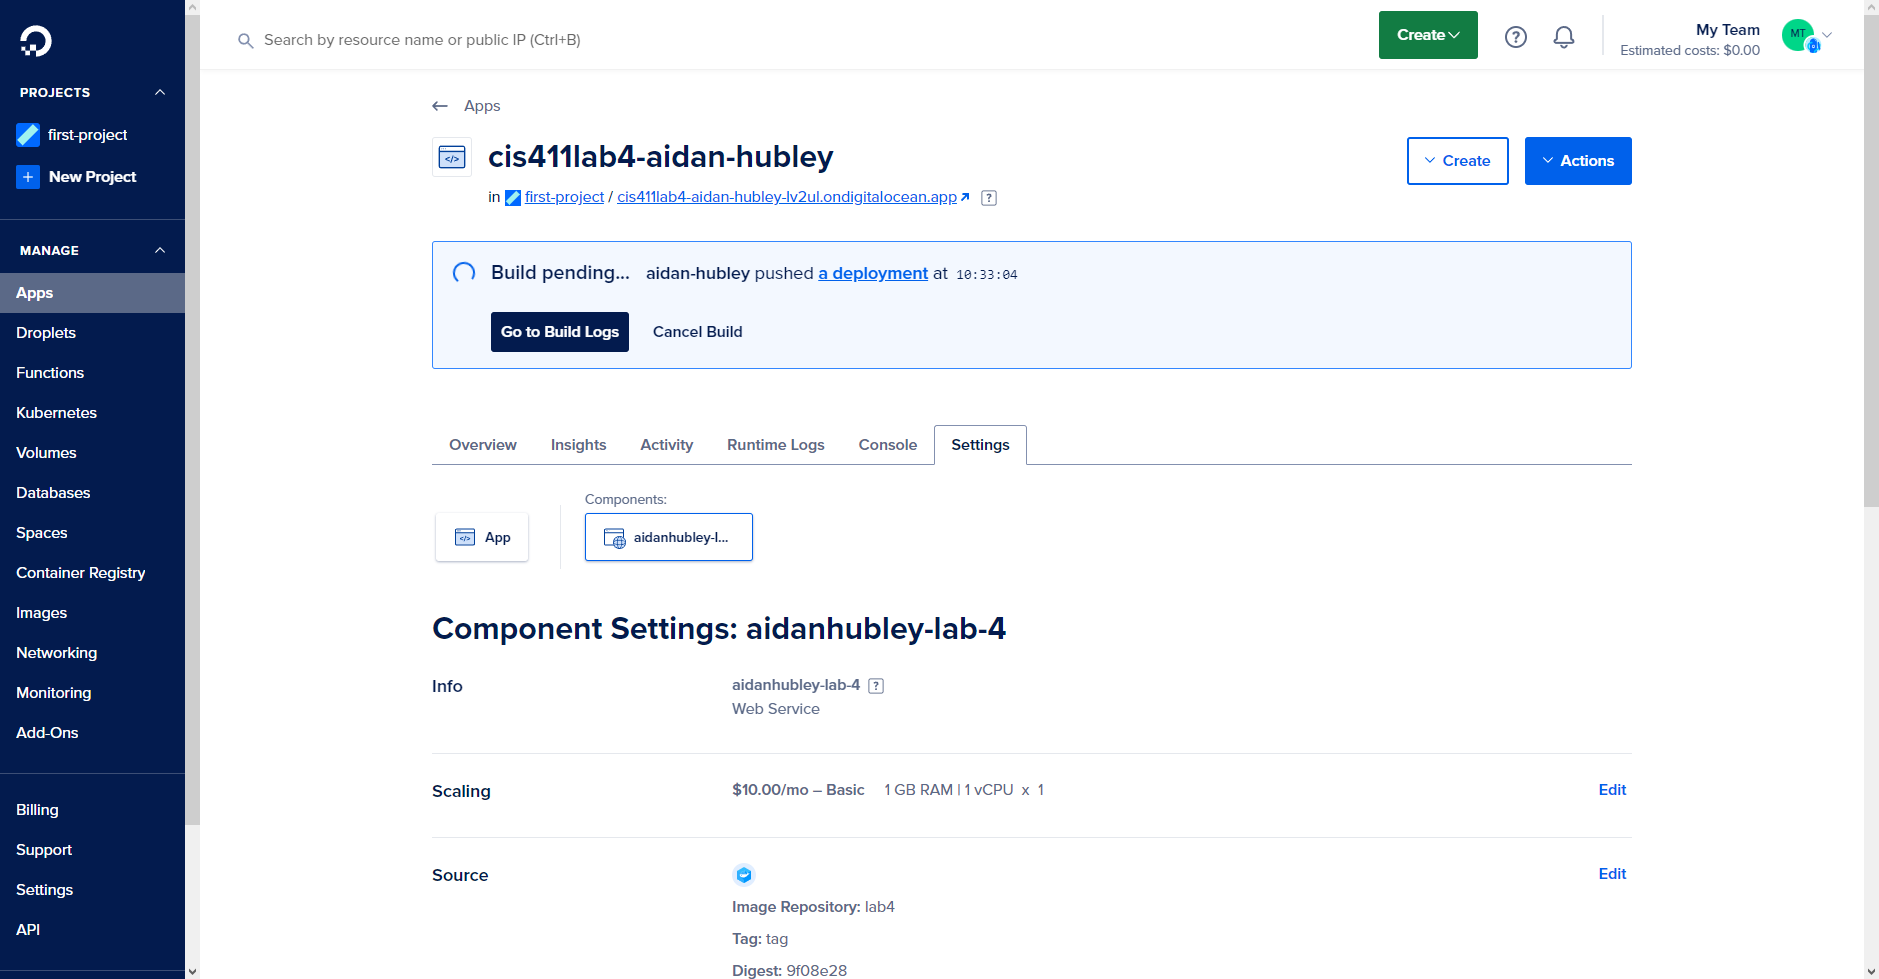 PROJECTS
first-project
New Project
MANAGE
Apps
Droplets
Functions
Kubernetes
Volumes
Databases
Spaces
Container Registry
Images
Networking
Monitoring
Add-Ons
Billing
Support
Settings
API
Search by resource name or public IP (Ctrl+B)
Create
My Team
Estimated costs: $0.00
MT
Apps
cis411lab4-aidan-hubley
in first-project / cis411lab4-aidan-hubley-lv2ul.ondigitalocean.app
Create
Actions
Build pending... aidan-hubley pushed a deployment at 10:33:04
Go to Build Logs Cancel Build
Overview Insights Activity Runtime Logs Console Settings
Components:
App aidanhubley-l...
Component Settings: aidanhubley-lab-4
Info aidanhubley-lab-4
Web Service
Scaling $10.00/mo – Basic 1 GB RAM | 1 vCPU x 1 Edit
Source Edit
Image Repository: lab4
Tag: tag
Digest: 9f08e28